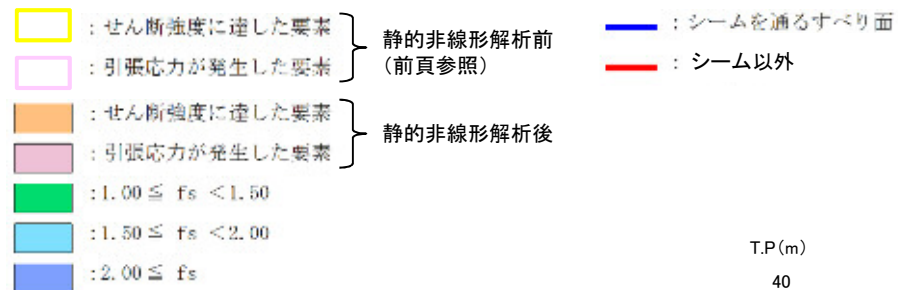 ：せん断強度に達した要素
：引張応力が発生した要素
静的非線形解析前
（前頁参照）
：せん断強度に達した要素
：引張応力が発生した要素
静的非線形解析後
:1.00≦ fs <1.50
:1.50≦ fs <2.00
:2.00≦ fs
：シームを通るすべり面
：シーム以外
T.P(m)
40